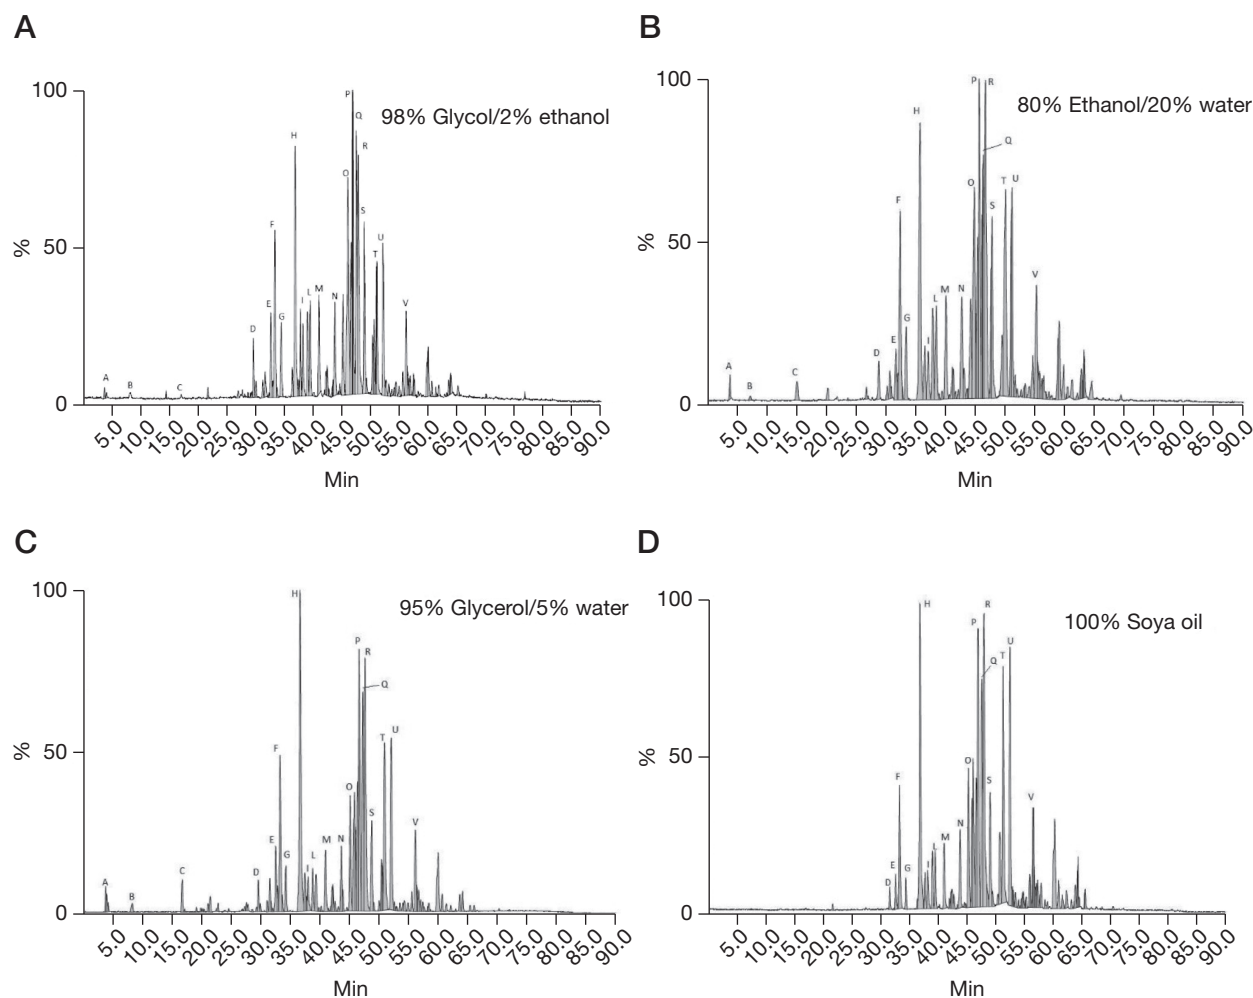 A
98% Glycol/2% ethanol
100
50
0
%
A B C D E F G H I L M N O P Q R S T U V
5.0 10.0 15.0 20.0 25.0 30.0 35.0 40.0 45.0 50.0 55.0 60.0 65.0 70.0 75.0 80.0 85.0 90.0
Min
B
80% Ethanol/20% water
100
50
0
%
A B C D E F G H I L M N O P Q R S T U V
5.0 10.0 15.0 20.0 25.0 30.0 35.0 40.0 45.0 50.0 55.0 60.0 65.0 70.0 75.0 80.0 85.0 90.0
Min
C
95% Glycerol/5% water
100
50
0
%
A B C D E F G H I L M N O P Q R S T U V
5.0 10.0 15.0 20.0 25.0 30.0 35.0 40.0 45.0 50.0 55.0 60.0 65.0 70.0 75.0 80.0 85.0 90.0
Min
D
100% Soya oil
100
50
0
%
D E F G H I L M N O P Q R S T U V
5.0 10.0 15.0 20.0 25.0 30.0 35.0 40.0 45.0 50.0 55.0 60.0 65.0 70.0 75.0 80.0 85.0 90.0
Min